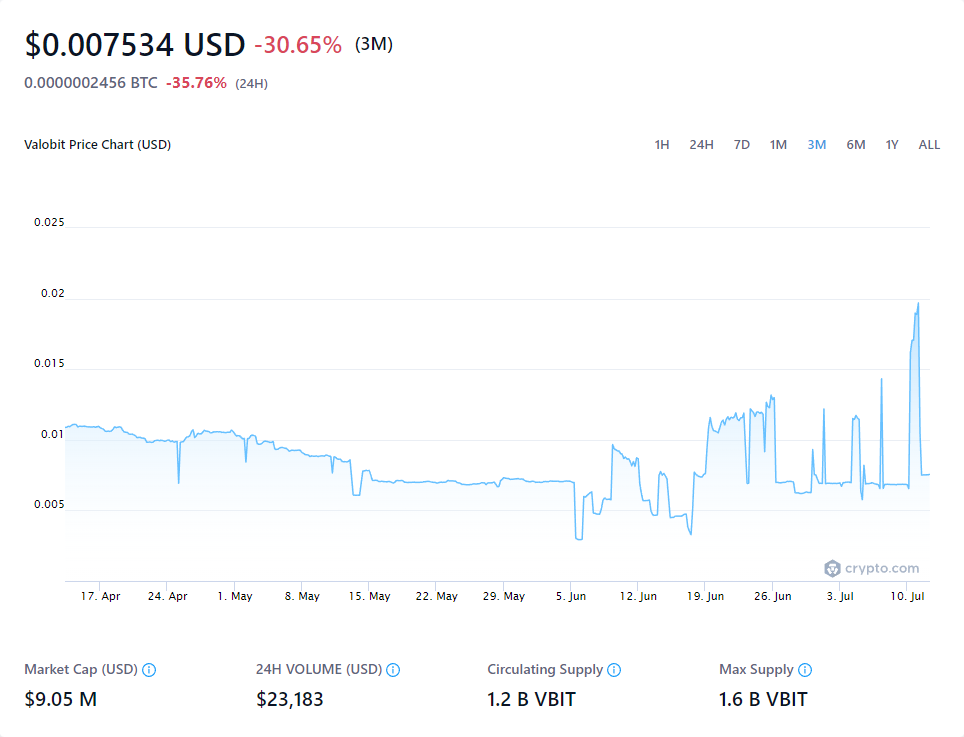 $0.007534 USD -30.65% (3M)
0.0000002456 BTC -35.76% (24H)
Valobit Price Chart (USD) 1H 24H 7D 1M 3M 6M 1Y ALL
0.025
0.02
0.015
0.01
0.005
crypto.com
17. Apr 24. Apr 1. May 8. May 15. May 22. May 29. May 5. Jun 12. Jun 19. Jun 26. Jun 3. Jul 10. Jul
Market Cap (USD) 24H VOLUME (USD) Circulating Supply Max Supply
$9.05 M $23,183 1.2 B VBIT 1.6 B VBIT